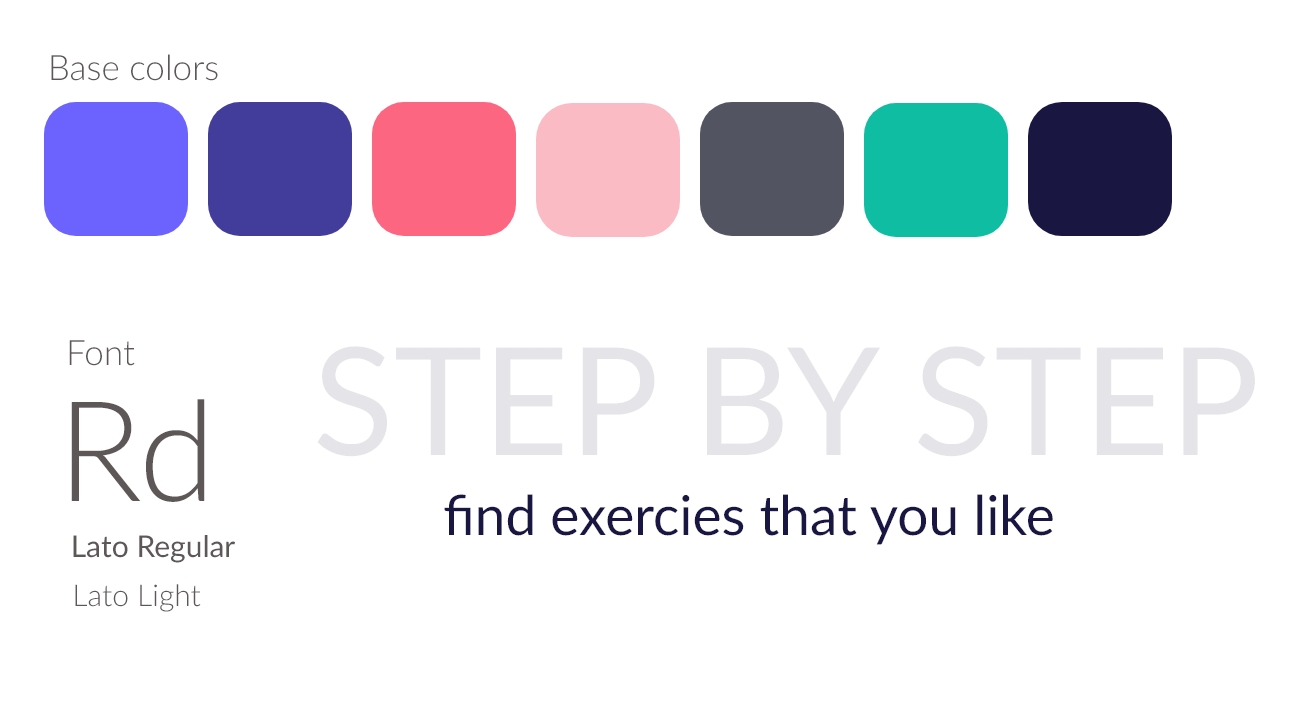 Base colors
Font
Rd
Lato Regular
Lato Light
STEP BY STEP
find exercies that you like